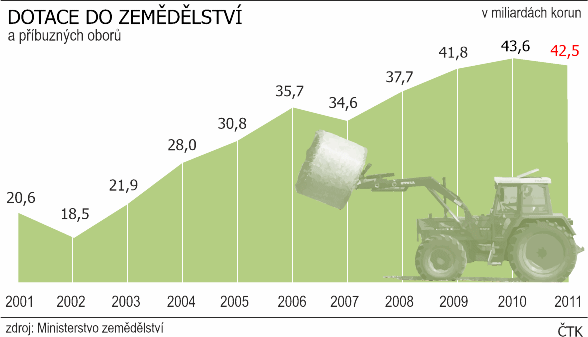 DOTACE DO ZEMĚDĚLSTVÍ
a příbuzných oborů
v miliardách korun
20,6
18,5
21,9
28,0
30,8
35,7
34,6
37,7
41,8
43,6
42,5
2001 2002 2003 2004 2005 2006 2007 2008 2009 2010 2011
zdroj: Ministerstvo zemědělství
ČTK